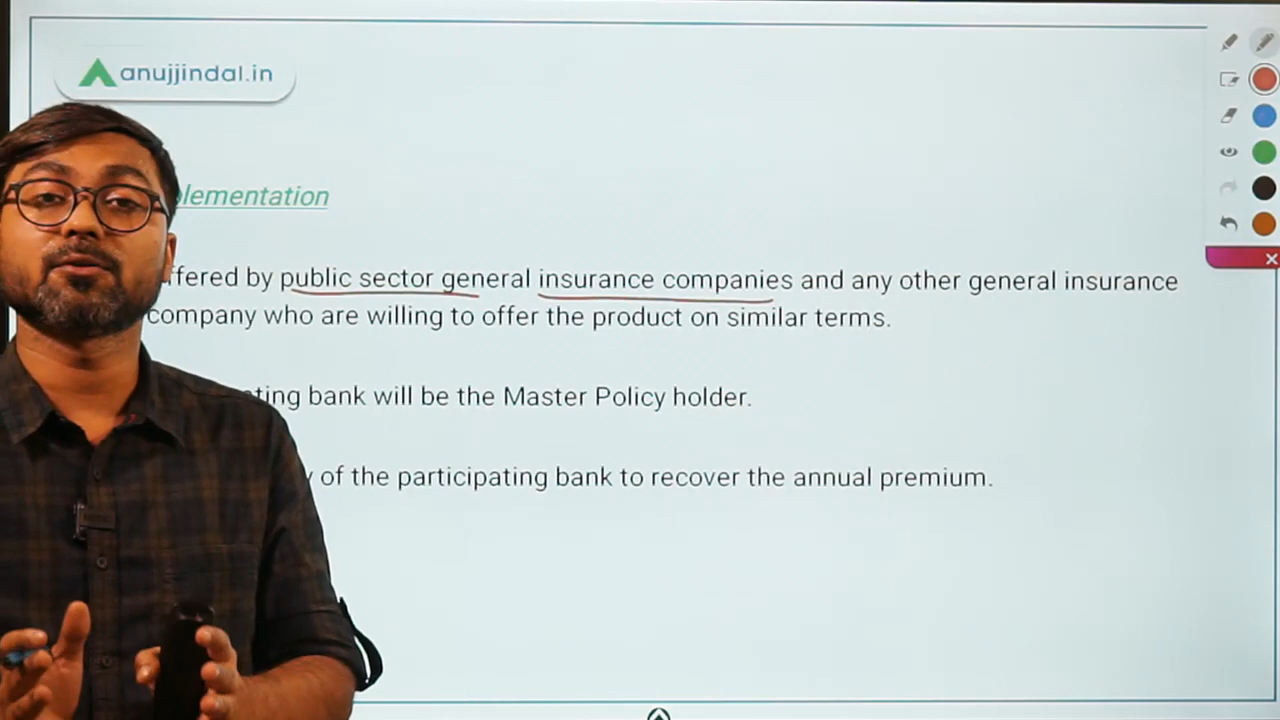 anujjindal.in
plementation
ffered by public sector general insurance companies and any other general insurance
company who are willing to offer the product on similar terms.
ting bank will be the Master Policy holder.
of the participating bank to recover the annual premium.